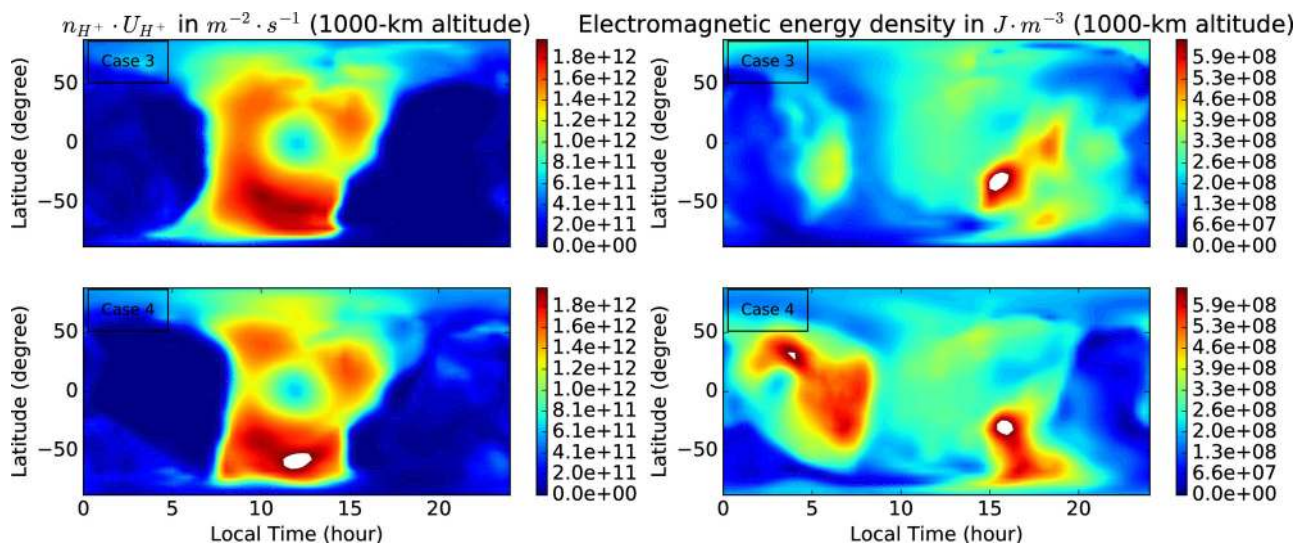 $n_{H^+} \cdot U_{H^+}$ in $m^{-2} \cdot s^{-1}$ (1000-km altitude)
Case 3
50
0
−50
Latitude (degree)
1.8e+12
1.6e+12
1.4e+12
1.2e+12
1.0e+12
8.1e+11
6.1e+11
4.1e+11
2.0e+11
0.0e+00
Electromagnetic energy density in $J \cdot m^{-3}$ (1000-km altitude)
Case 3
50
0
−50
Latitude (degree)
5.9e+08
5.3e+08
4.6e+08
3.9e+08
3.3e+08
2.6e+08
2.0e+08
1.3e+08
6.6e+07
0.0e+00
Case 4
50
0
−50
Latitude (degree)
0
5
10
15
20
Local Time (hour)
1.8e+12
1.6e+12
1.4e+12
1.2e+12
1.0e+12
8.1e+11
6.1e+11
4.1e+11
2.0e+11
0.0e+00
Case 4
50
0
−50
Latitude (degree)
0
5
10
15
20
Local Time (hour)
5.9e+08
5.3e+08
4.6e+08
3.9e+08
3.3e+08
2.6e+08
2.0e+08
1.3e+08
6.6e+07
0.0e+00